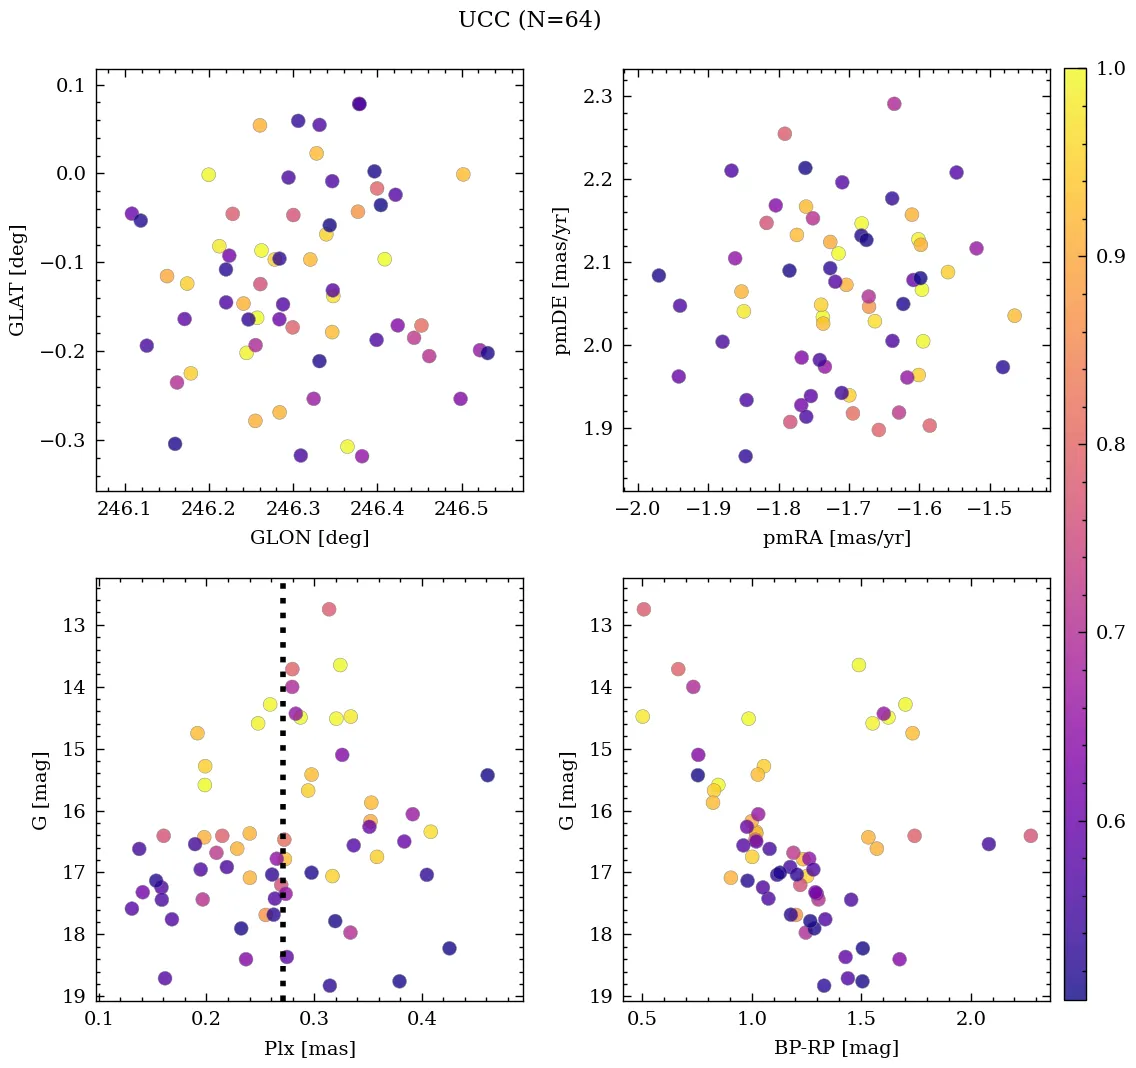 UCC (N=64)
0.1
0.0
−0.1
−0.2
−0.3
GLAT [deg]
246.1 246.2 246.3 246.4 246.5
GLON [deg]
2.3
2.2
2.1
2.0
1.9
pmDE [mas/yr]
−2.0 −1.9 −1.8 −1.7 −1.6 −1.5
pmRA [mas/yr]
1.0
0.9
0.8
0.7
0.6
13
14
15
16
17
18
19
G [mag]
0.1 0.2 0.3 0.4
Plx [mas]
13
14
15
16
17
18
19
G [mag]
0.5 1.0 1.5 2.0
BP-RP [mag]